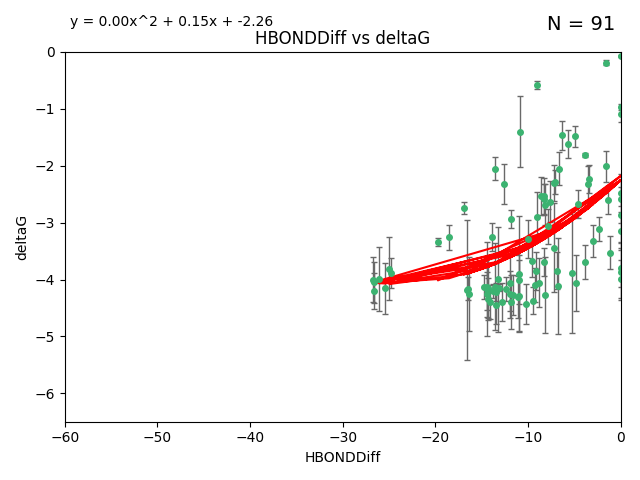 y = 0.00x^2 + 0.15x + -2.26
N = 91
HBONDDiff vs deltaG
0
−1
−2
−3
−4
−5
−6
deltaG
−60
−50
−40
−30
−20
−10
0
HBONDDiff